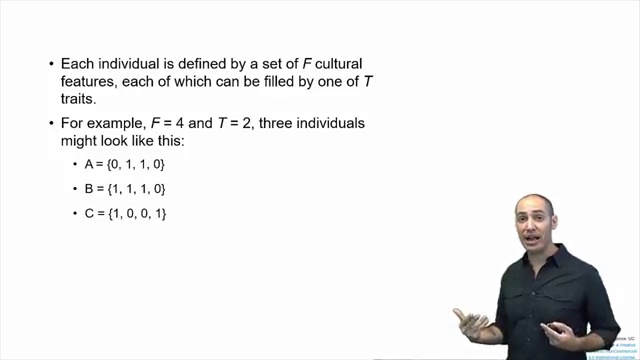 • Each individual is defined by a set of F cultural
features, each of which can be filled by one of T
traits.
• For example, F = 4 and T = 2, three individuals
might look like this:
• A = {0, 1, 1, 0}
• B = {1, 1, 1, 0}
• C = {1, 0, 0, 1}